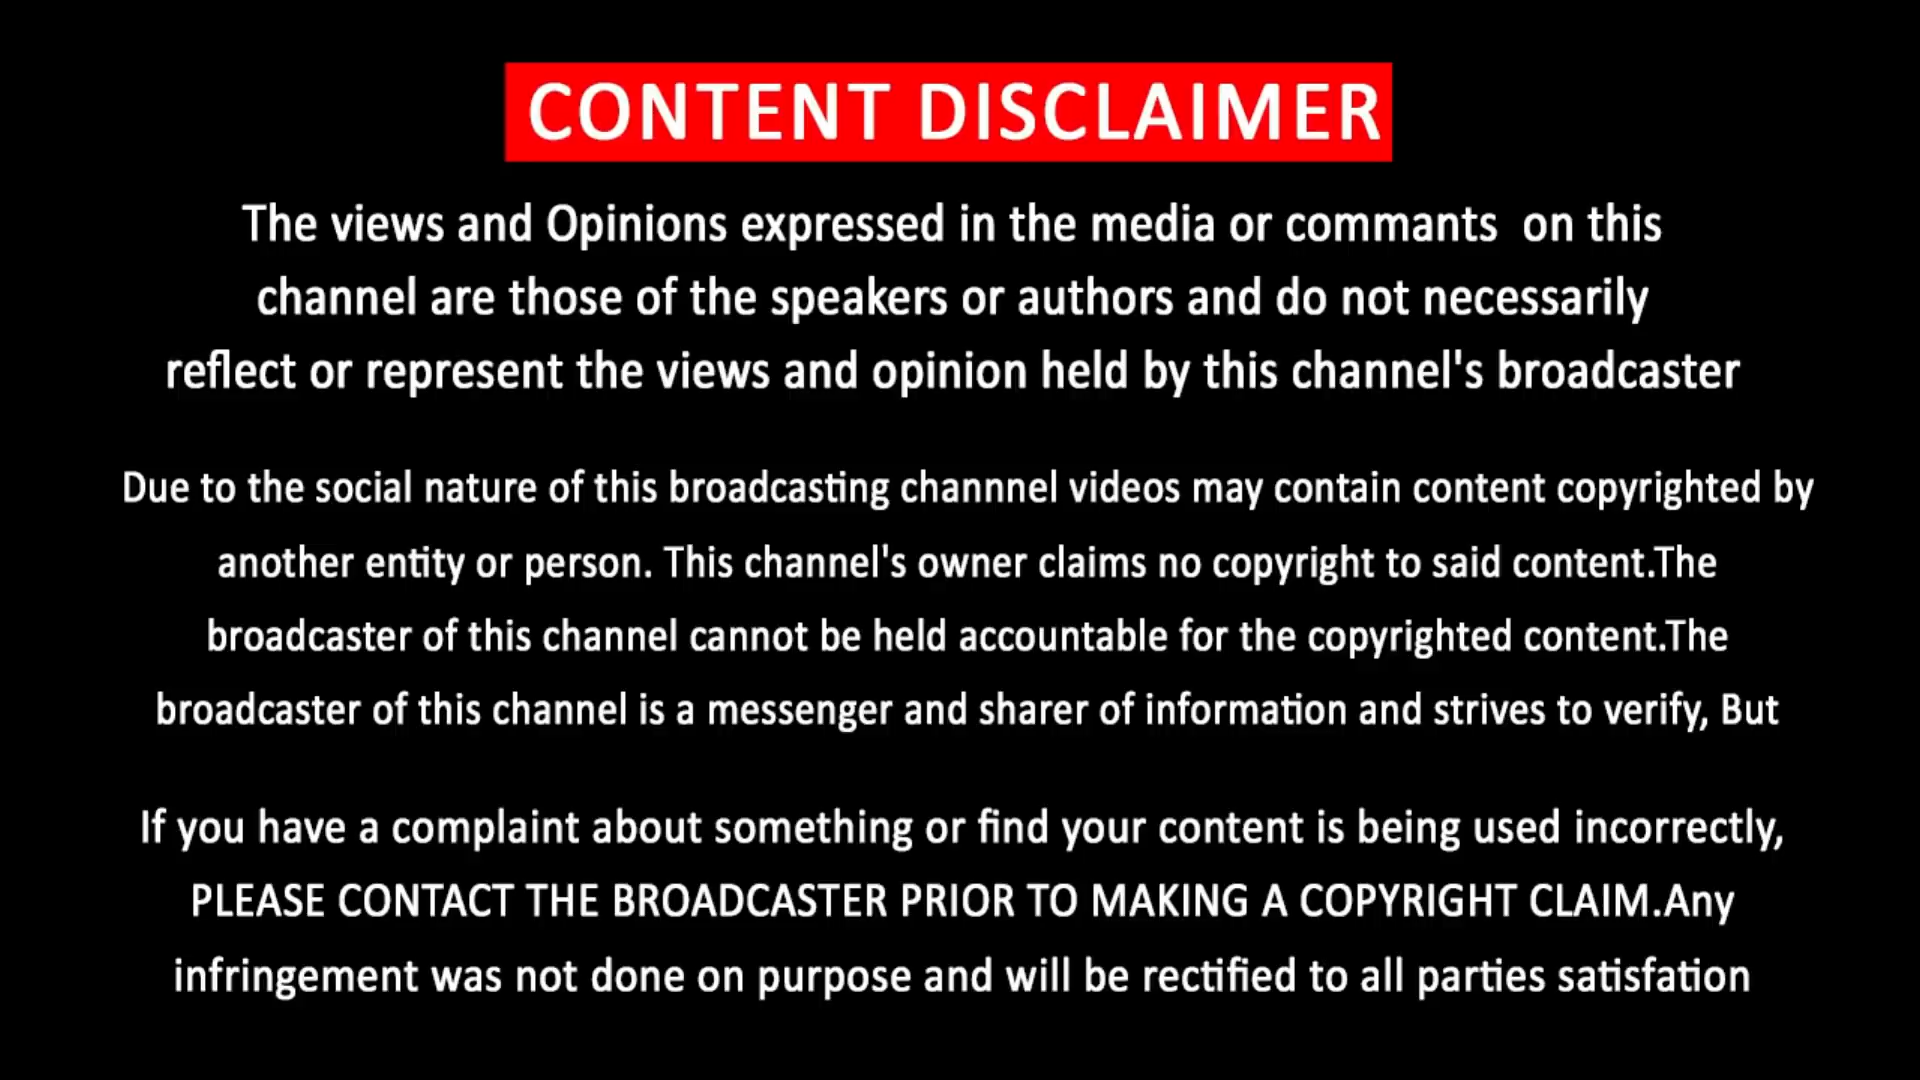 CONTENT DISCLAIMER
The views and Opinions expressed in the media or commants on this
channel are those of the speakers or authors and do not necessarily
reflect or represent the views and opinion held by this channel's broadcaster
Due to the social nature of this broadcasting channnel videos may contain content copyrighted by
another entity or person. This channel's owner claims no copyright to said content.The
broadcaster of this channel cannot be held accountable for the copyrighted content.The
broadcaster of this channel is a messenger and sharer of information and strives to verify, But
If you have a complaint about something or find your content is being used incorrectly,
PLEASE CONTACT THE BROADCASTER PRIOR TO MAKING A COPYRIGHT CLAIM.Any
infringement was not done on purpose and will be rectified to all parties satisfation